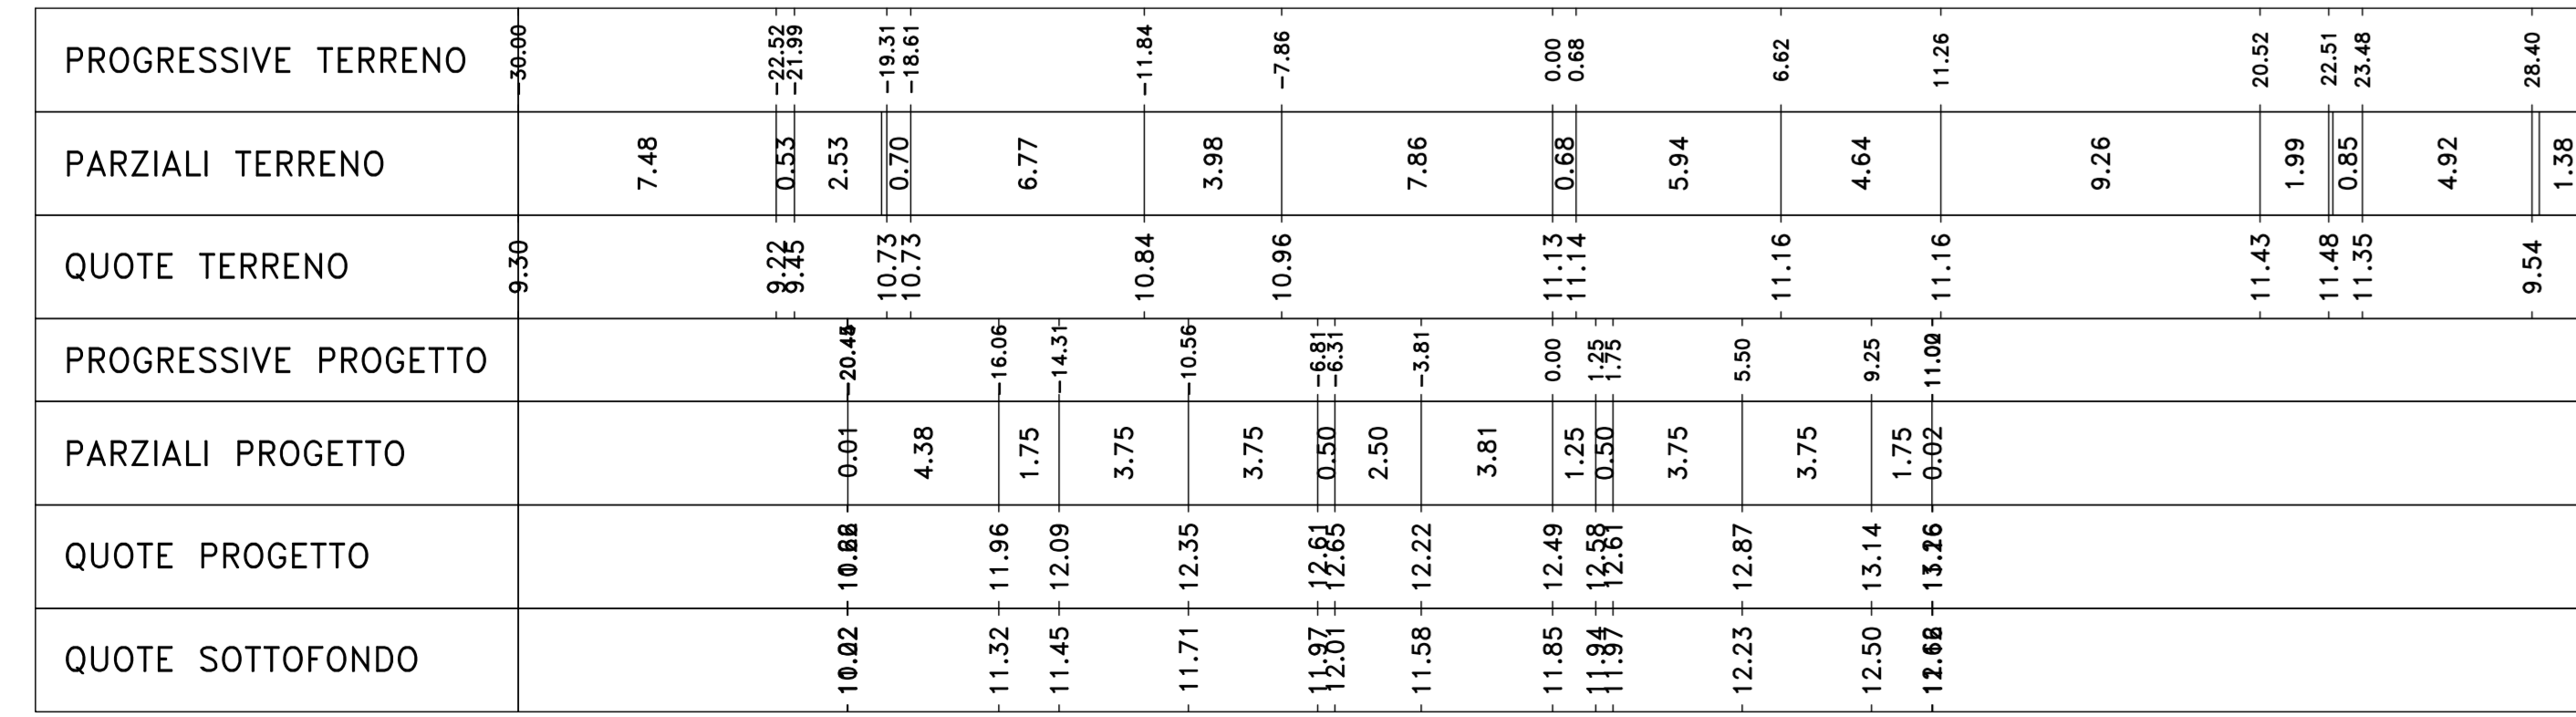 PROGRESSIVE TERRENO -30.00 -22.52 -21.99 -19.31 -18.61 -11.84 -7.86 0.00 0.68 6.62 11.26 20.52 22.51 23.48 28.40
PARZIALI TERRENO 7.48 0.53 2.53 0.70 6.77 3.98 7.86 0.68 5.94 4.64 9.26 1.99 0.85 4.92 1.38
QUOTE TERRENO 9.30 9.22 9.45 10.73 10.73 10.84 10.96 11.13 11.14 11.16 11.16 11.43 11.48 11.35 9.54
PROGRESSIVE PROGETTO -16.06 -14.31 -10.56 -6.81 -6.31 -3.81 0.00 1.25 1.75 5.50 9.25
PARZIALI PROGETTO 0.01 4.38 1.75 3.75 3.75 0.50 2.50 3.81 1.25 0.50 3.75 3.75 1.75 0.02
QUOTE PROGETTO 11.96 12.09 12.35 12.61 12.65 12.22 12.49 12.58 12.61 12.87 13.14
QUOTE SOTTOFONDO 11.32 11.45 11.71 11.97 12.01 11.58 11.85 11.94 11.97 12.23 12.50